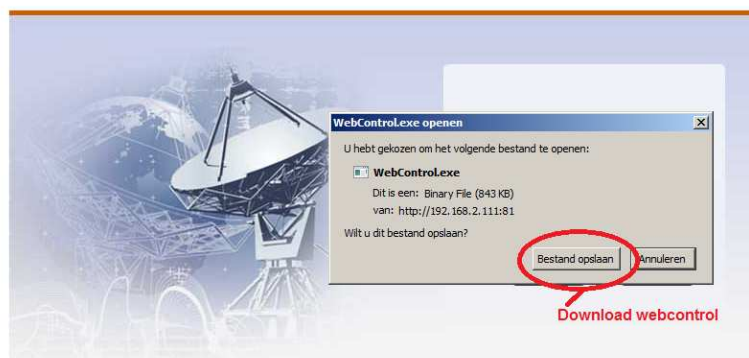 WebControl.exe openen
U hebt gekozen om het volgende bestand te openen:
WebControl.exe
Dit is een: Binary File (843 KB)
van: http://192.168.2.111:81
Wilt u dit bestand opslaan?
Bestand opslaan
Annuleren
Download webcontrol